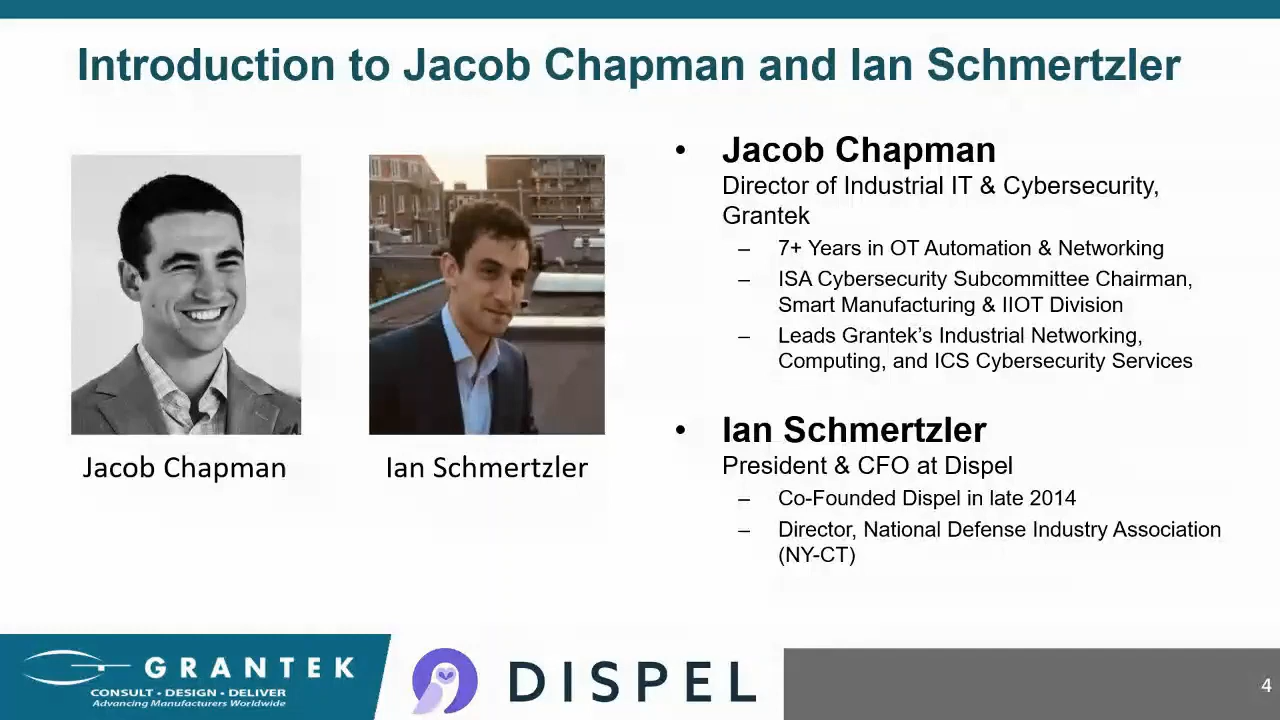 Introduction to Jacob Chapman and Ian Schmertzler
Jacob Chapman
Ian Schmertzler
• Jacob Chapman
Director of Industrial IT & Cybersecurity,
Grantek
– 7+ Years in OT Automation & Networking
– ISA Cybersecurity Subcommittee Chairman,
Smart Manufacturing & IIOT Division
– Leads Grantek’s Industrial Networking,
Computing, and ICS Cybersecurity Services
• Ian Schmertzler
President & CFO at Dispel
– Co-Founded Dispel in late 2014
– Director, National Defense Industry Association
(NY-CT)
GRANTEK
CONSULT • DESIGN • DELIVER
Advancing Manufacturers Worldwide
DISPEL
4